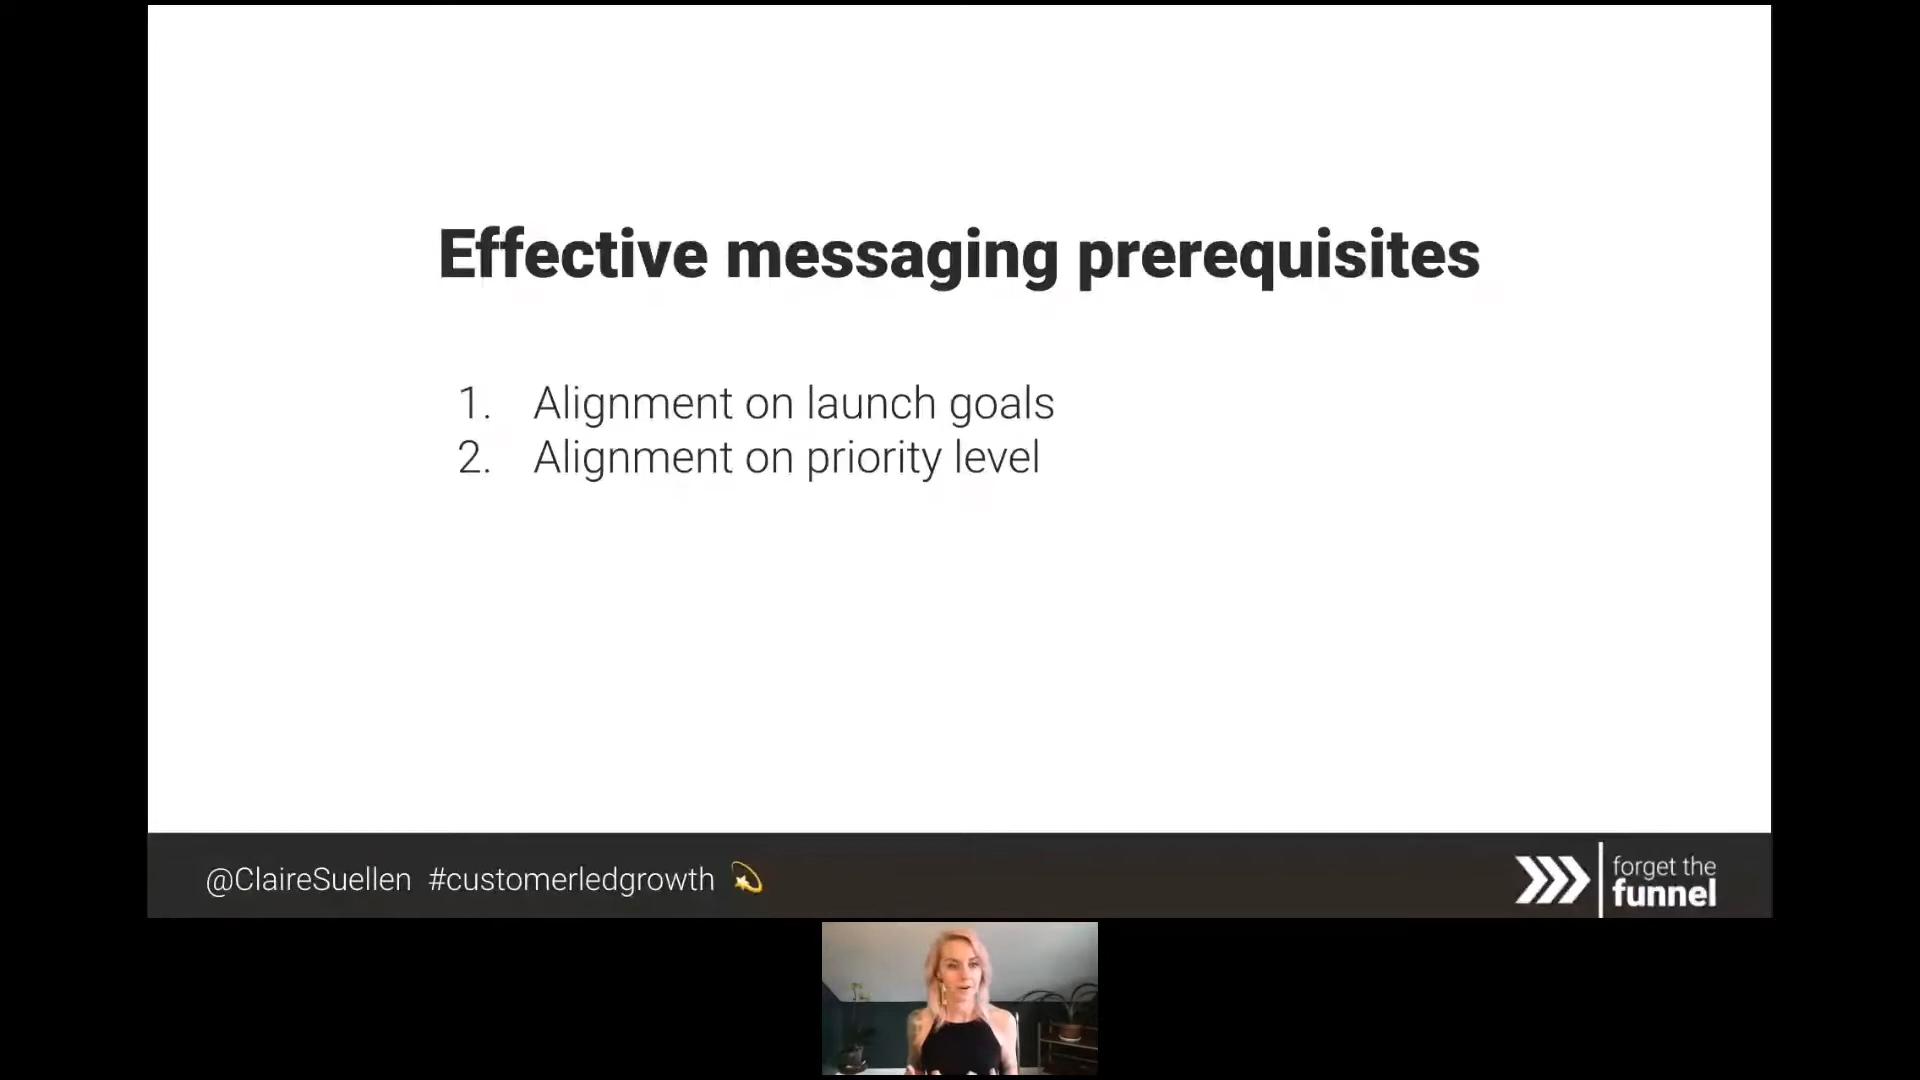 Effective messaging prerequisites
1. Alignment on launch goals
2. Alignment on priority level
@ClaireSuellen #customerledgrowth 💫
forget the
funnel